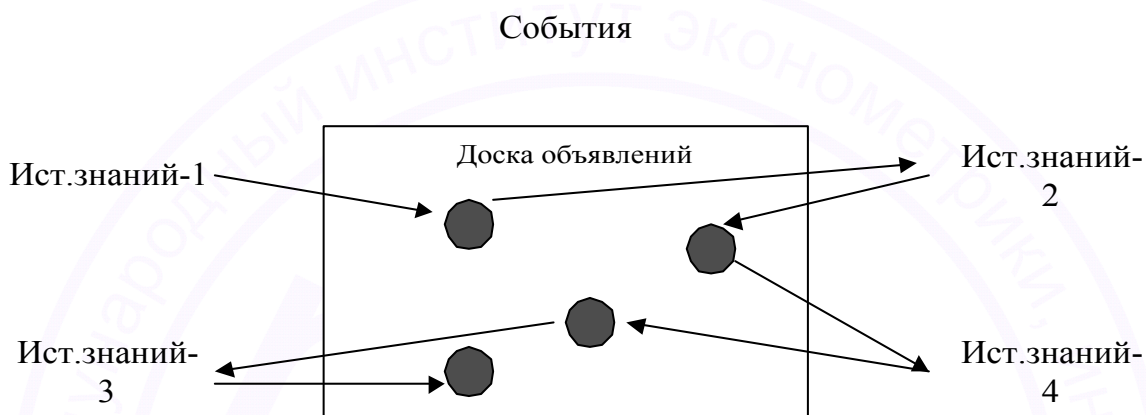 События
Доска объявлений
Ист.знаний-1
Ист.знаний-
2
Ист.знаний-
3
Ист.знаний-
4